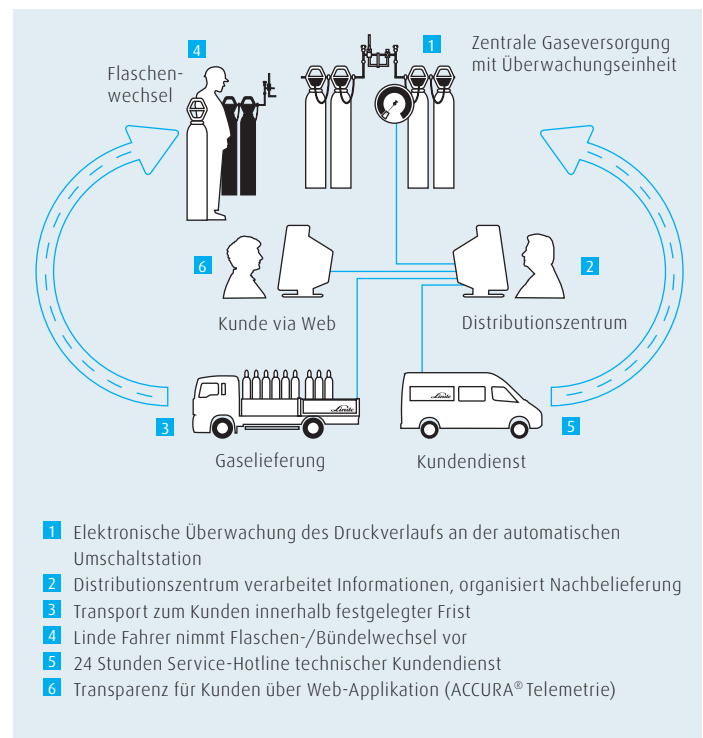 4
Flaschen-
wechsel
1
Zentrale Gaseversorgung
mit Überwachungseinheit
6
Kunde via Web
2
Distributionszentrum
Linde
3
Gaselieferung
Linde
5
Kundendienst
1 Elektronische Überwachung des Druckverlaufs an der automatischen
Umschaltstation
2 Distributionszentrum verarbeitet Informationen, organisiert Nachbelieferung
3 Transport zum Kunden innerhalb festgelegter Frist
4 Linde Fahrer nimmt Flaschen-/Bündelwechsel vor
5 24 Stunden Service-Hotline technischer Kundendienst
6 Transparenz für Kunden über Web-Applikation (ACCURA® Telemetrie)